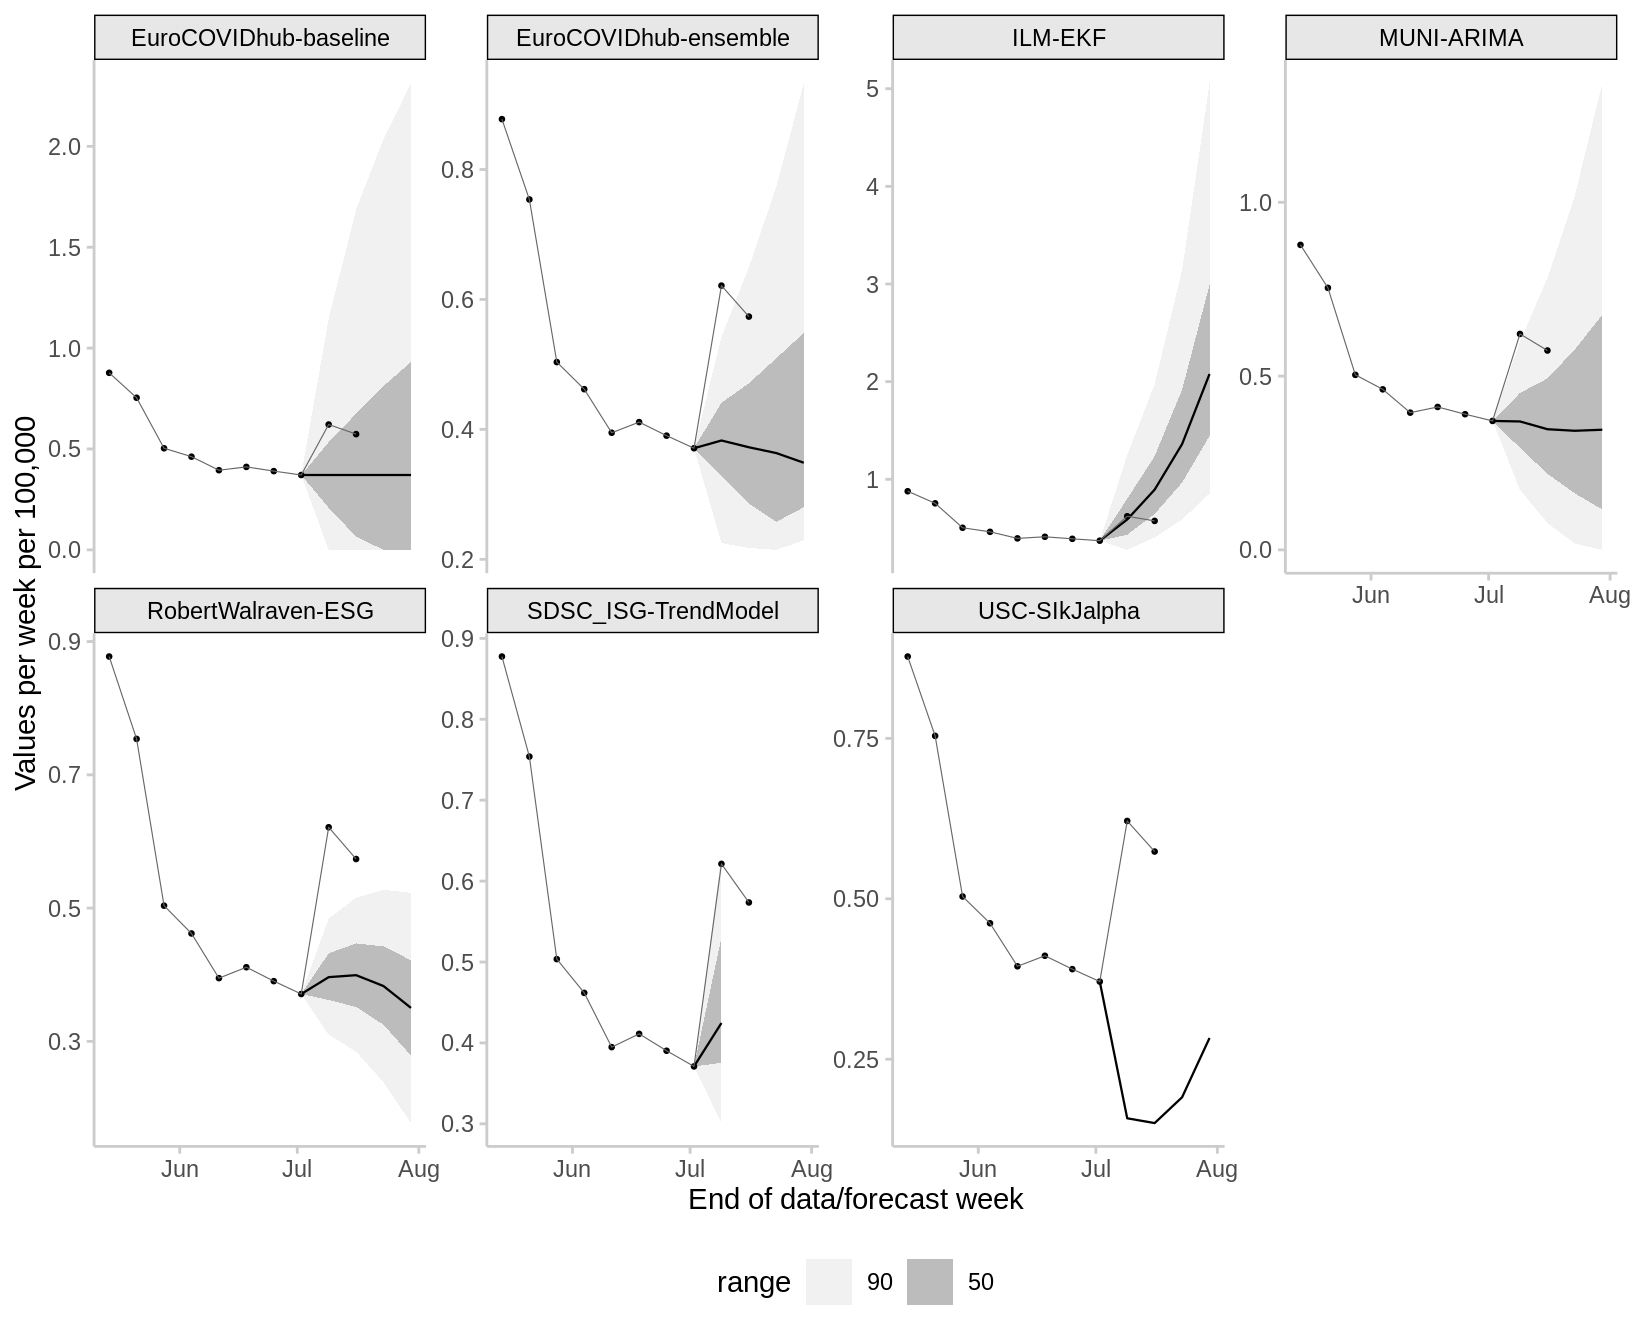 EuroCOVIDhub-baseline
EuroCOVIDhub-ensemble
ILM-EKF
MUNI-ARIMA
2.0
1.5
1.0
0.5
0.0
0.8
0.6
0.4
0.2
5
4
3
2
1
1.0
0.5
0.0
Jun
Jul
Aug
Values per week per 100,000
RobertWalraven-ESG
SDSC_ISG-TrendModel
USC-SIkJalpha
0.9
0.7
0.5
0.3
Jun
Jul
Aug
0.9
0.8
0.7
0.6
0.5
0.4
0.3
Jun
Jul
Aug
0.75
0.50
0.25
Jun
Jul
Aug
End of data/forecast week
range
90
50